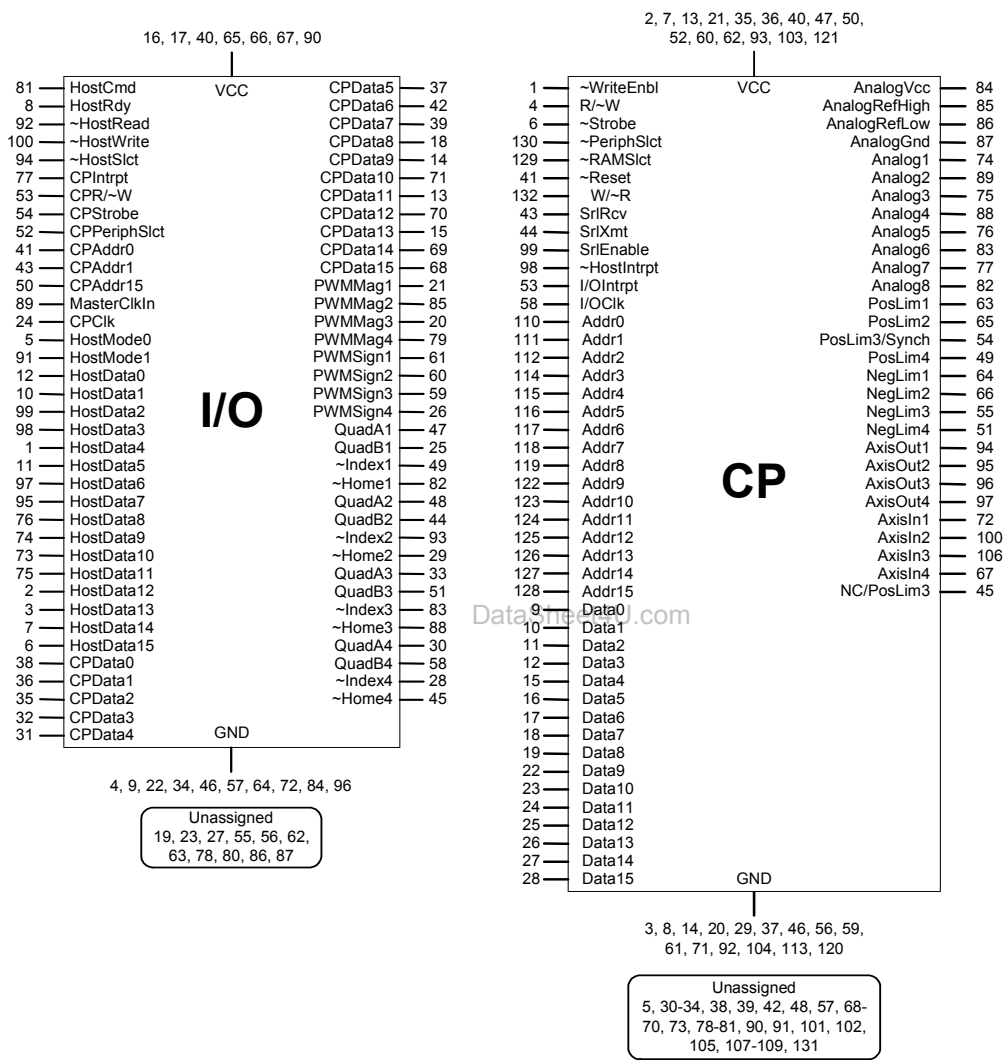 16, 17, 40, 65, 66, 67, 90
VCC
81 HostCmd
8 HostRdy
92 ~HostRead
100 ~HostWrite
94 ~HostSlct
77 CPIntrpt
53 CPR/~W
54 CPStrobe
52 CPPeriphSlct
41 CPAddr0
43 CPAddr1
50 CPAddr15
89 MasterClkIn
24 CPClk
5 HostMode0
91 HostMode1
12 HostData0
10 HostData1
99 HostData2
98 HostData3
1 HostData4
11 HostData5
97 HostData6
95 HostData7
76 HostData8
74 HostData9
73 HostData10
75 HostData11
2 HostData12
3 HostData13
7 HostData14
6 HostData15
38 CPData0
36 CPData1
35 CPData2
32 CPData3
31 CPData4
I/O
CPData5 37
CPData6 42
CPData7 39
CPData8 18
CPData9 14
CPData10 71
CPData11 13
CPData12 70
CPData13 15
CPData14 69
CPData15 68
PWMMag1 21
PWMMag2 85
PWMMag3 20
PWMMag4 79
PWMSign1 61
PWMSign2 60
PWMSign3 59
PWMSign4 26
QuadA1 47
QuadB1 25
~Index1 49
~Home1 82
QuadA2 48
QuadB2 44
~Index2 93
~Home2 29
QuadA3 33
QuadB3 51
~Index3 83
~Home3 88
QuadA4 30
QuadB4 58
~Index4 28
~Home4 45
GND
4, 9, 22, 34, 46, 57, 64, 72, 84, 96
Unassigned
19, 23, 27, 55, 56, 62,
63, 78, 80, 86, 87
2, 7, 13, 21, 35, 36, 40, 47, 50,
52, 60, 62, 93, 103, 121
VCC
1 ~WriteEnbl
4 R/~W
6 ~Strobe
130 ~PeriphSlct
129 ~RAMSlct
41 ~Reset
132 W/~R
43 SrlRcv
44 SrlXmt
99 SrlEnable
98 ~HostIntrpt
53 I/OIntrpt
58 I/OClk
110 Addr0
111 Addr1
112 Addr2
114 Addr3
115 Addr4
116 Addr5
117 Addr6
118 Addr7
119 Addr8
122 Addr9
123 Addr10
124 Addr11
125 Addr12
126 Addr13
127 Addr14
128 Addr15
9 Data0
10 Data1
11 Data2
12 Data3
15 Data4
16 Data5
17 Data6
18 Data7
19 Data8
22 Data9
23 Data10
24 Data11
25 Data12
26 Data13
27 Data14
28 Data15
CP
AnalogVcc 84
AnalogRefHigh 85
AnalogRefLow 86
AnalogGnd 87
Analog1 74
Analog2 89
Analog3 75
Analog4 88
Analog5 76
Analog6 83
Analog7 77
Analog8 82
PosLim1 63
PosLim2 65
PosLim3/Synch 54
PosLim4 49
NegLim1 64
NegLim2 66
NegLim3 55
NegLim4 51
AxisOut1 94
AxisOut2 95
AxisOut3 96
AxisOut4 97
AxisIn1 72
AxisIn2 100
AxisIn3 106
AxisIn4 67
NC/PosLim3 45
DataSheet4U.com
GND
3, 8, 14, 20, 29, 37, 46, 56, 59,
61, 71, 92, 104, 113, 120
Unassigned
5, 30-34, 38, 39, 42, 48, 57, 68-
70, 73, 78-81, 90, 91, 101, 102,
105, 107-109, 131